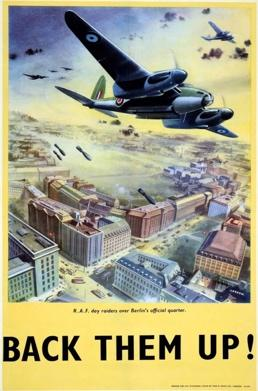 R.A.F. day raiders over Berlin's official quarter.
BACK THEM UP!